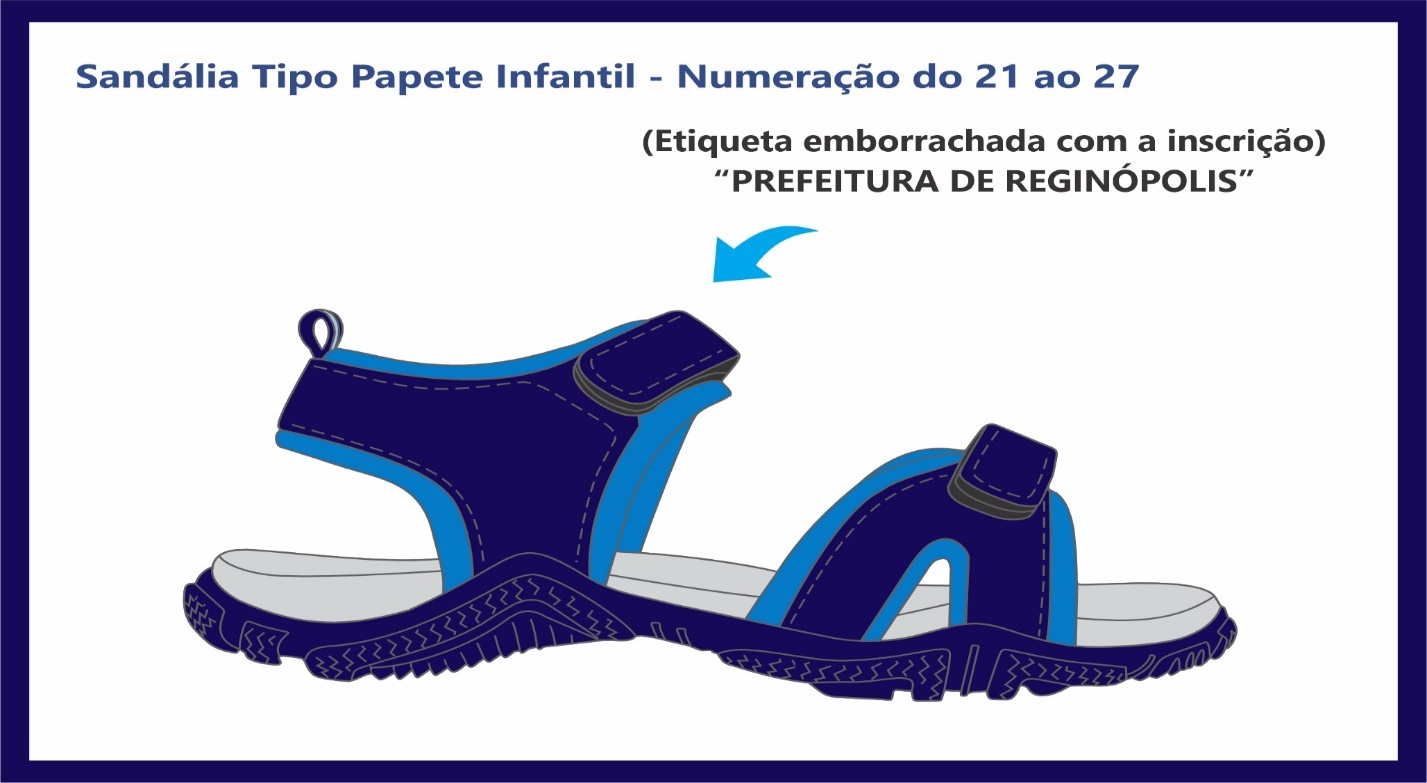 Sandália Tipo Papete Infantil - Numeração do 21 ao 27
(Etiqueta emborrachada com a inscrição)
“PREFEITURA DE REGINÓPOLIS”